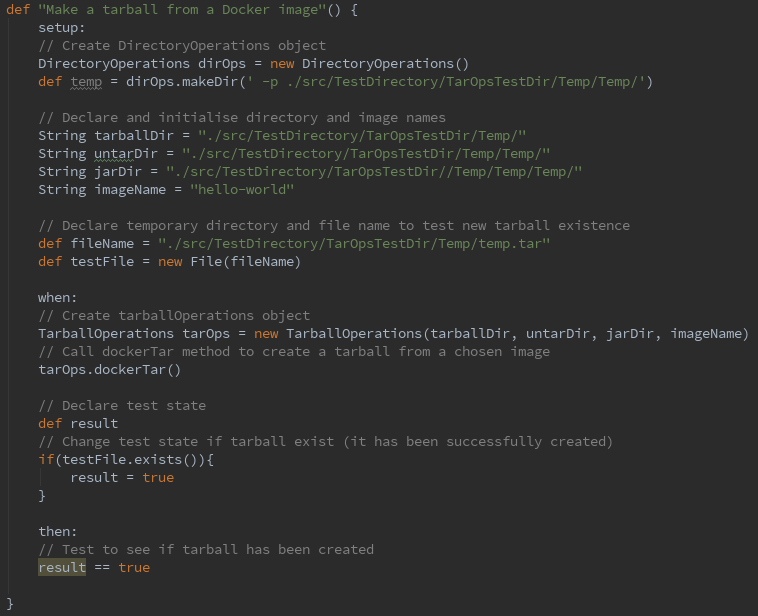 def "Make a tarball from a Docker image"() {
    setup:
    // Create DirectoryOperations object
    DirectoryOperations dirOps = new DirectoryOperations()
    def temp = dirOps.makeDir(' -p ./src/TestDirectory/TarOpsTestDir/Temp/Temp/')

    // Declare and initialise directory and image names
    String tarballDir = "./src/TestDirectory/TarOpsTestDir/Temp/"
    String untarDir = "./src/TestDirectory/TarOpsTestDir/Temp/Temp/"
    String jarDir = "./src/TestDirectory/TarOpsTestDir//Temp/Temp/Temp/"
    String imageName = "hello-world"

    // Declare temporary directory and file name to test new tarball existence
    def fileName = "./src/TestDirectory/TarOpsTestDir/Temp/temp.tar"
    def testFile = new File(fileName)

    when:
    // Create tarballOperations object
    TarballOperations tarOps = new TarballOperations(tarballDir, untarDir, jarDir, imageName)
    // Call dockerTar method to create a tarball from a chosen image
    tarOps.dockerTar()

    // Declare test state
    def result
    // Change test state if tarball exist (it has been successfully created)
    if(testFile.exists()){
        result = true
    }

    then:
    // Test to see if tarball has been created
    result == true

}